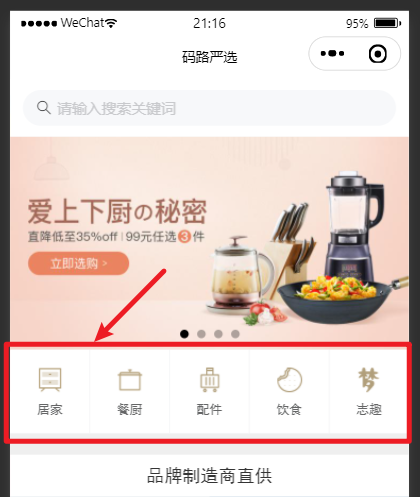 WeChat 21:16 95%
码路严选
请输入搜索关键词
爱上下厨の秘密
直降低至35%off | 99元任选3件
立即选购 >
居家 餐厨 配件 饮食 志趣
品牌制造商直供